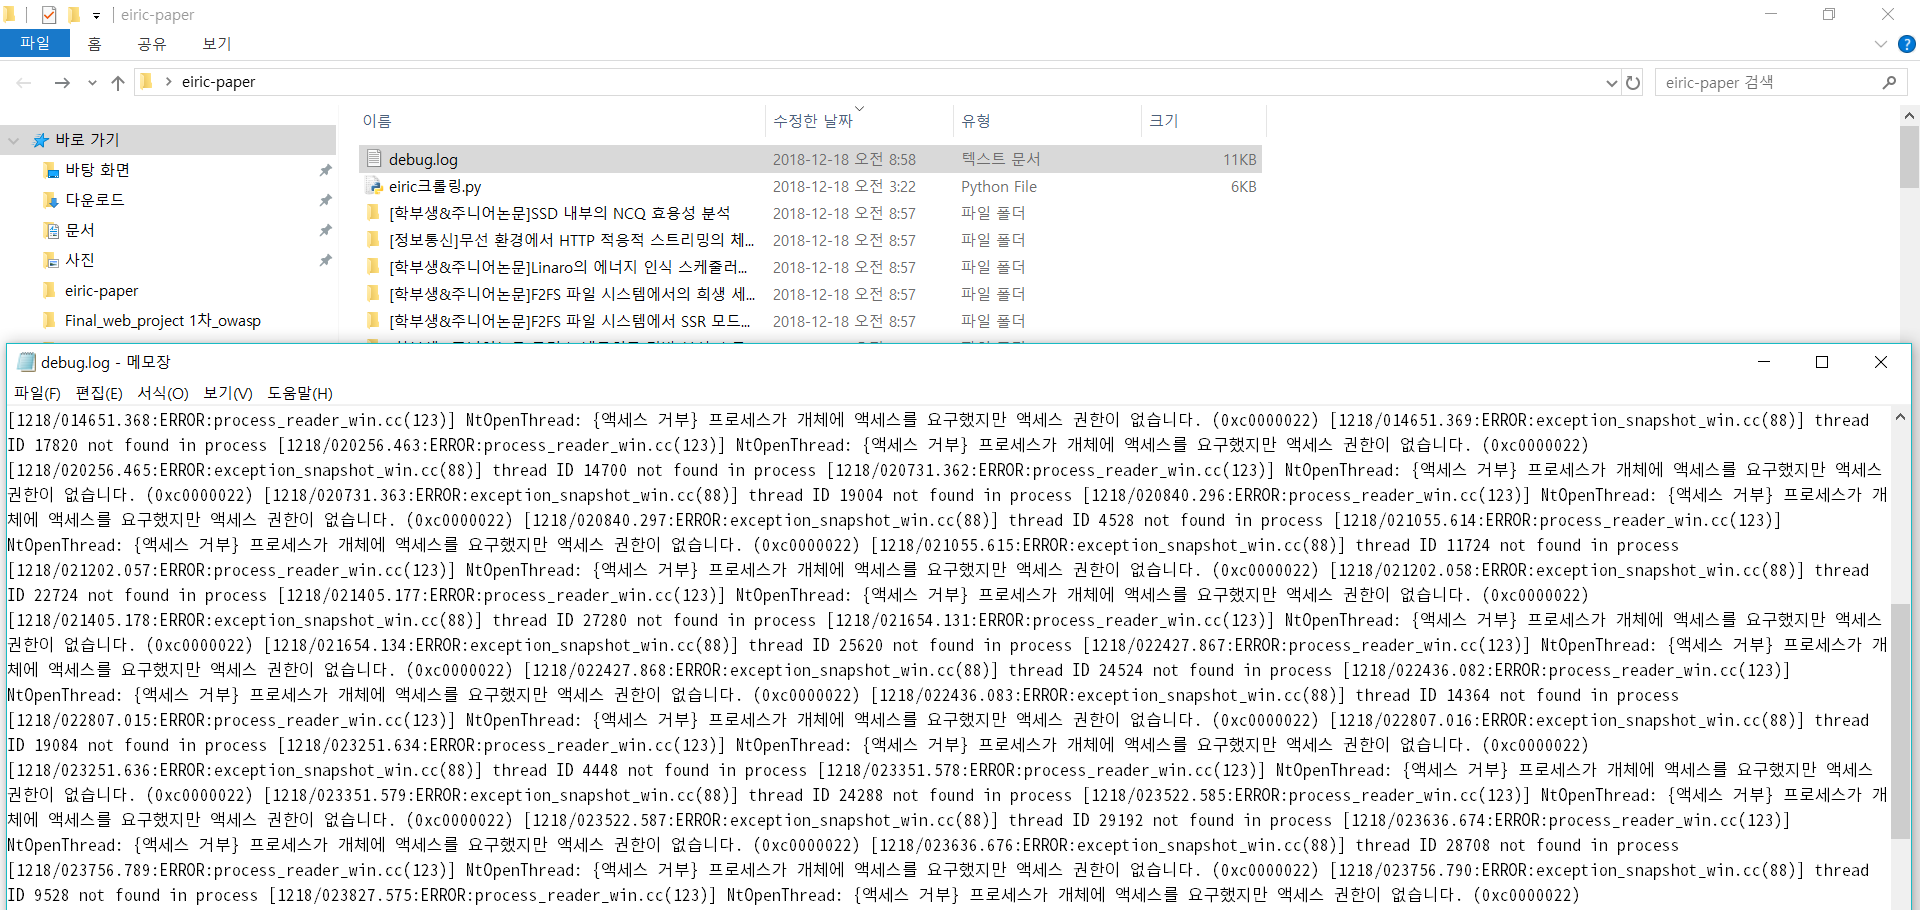 eiric-paper
파일 홈 공유 보기
eiric-paper
eiric-paper 검색
이름 수정한 날짜 유형 크기
바로 가기
바탕 화면
다운로드
문서
사진
eiric-paper
Final_web_project 1차_owasp
debug.log 2018-12-18 오전 8:58 텍스트 문서 11KB
eiric크롤링.py 2018-12-18 오전 3:22 Python File 6KB
[학부생&주니어논문]SSD 내부의 NCQ 효용성 분석 2018-12-18 오전 8:57 파일 폴더
[정보통신]무선 환경에서 HTTP 적응적 스트리밍의 체... 2018-12-18 오전 8:57 파일 폴더
[학부생&주니어논문]Linaro의 에너지 인식 스케줄러... 2018-12-18 오전 8:57 파일 폴더
[학부생&주니어논문]F2FS 파일 시스템에서의 희생 세... 2018-12-18 오전 8:57 파일 폴더
[학부생&주니어논문]F2FS 파일 시스템에서 SSR 모드... 2018-12-18 오전 8:57 파일 폴더
debug.log - 메모장
파일(F) 편집(E) 서식(O) 보기(V) 도움말(H)
[1218/014651.368:ERROR:process_reader_win.cc(123)] NtOpenThread: {액세스 거부} 프로세스가 개체에 액세스를 요구했지만 액세스 권한이 없습니다. (0xc0000022) [1218/014651.369:ERROR:exception_snapshot_win.cc(88)] thread
ID 17820 not found in process [1218/020256.463:ERROR:process_reader_win.cc(123)] NtOpenThread: {액세스 거부} 프로세스가 개체에 액세스를 요구했지만 액세스 권한이 없습니다. (0xc0000022)
[1218/020256.465:ERROR:exception_snapshot_win.cc(88)] thread ID 14700 not found in process [1218/020731.362:ERROR:process_reader_win.cc(123)] NtOpenThread: {액세스 거부} 프로세스가 개체에 액세스를 요구했지만 액세스
권한이 없습니다. (0xc0000022) [1218/020731.363:ERROR:exception_snapshot_win.cc(88)] thread ID 19004 not found in process [1218/020840.296:ERROR:process_reader_win.cc(123)] NtOpenThread: {액세스 거부} 프로세스가 개
체에 액세스를 요구했지만 액세스 권한이 없습니다. (0xc0000022) [1218/020840.297:ERROR:exception_snapshot_win.cc(88)] thread ID 4528 not found in process [1218/021055.614:ERROR:process_reader_win.cc(123)]
NtOpenThread: {액세스 거부} 프로세스가 개체에 액세스를 요구했지만 액세스 권한이 없습니다. (0xc0000022) [1218/021055.615:ERROR:exception_snapshot_win.cc(88)] thread ID 11724 not found in process
[1218/021202.057:ERROR:process_reader_win.cc(123)] NtOpenThread: {액세스 거부} 프로세스가 개체에 액세스를 요구했지만 액세스 권한이 없습니다. (0xc0000022) [1218/021202.058:ERROR:exception_snapshot_win.cc(88)] thread
ID 22724 not found in process [1218/021405.177:ERROR:process_reader_win.cc(123)] NtOpenThread: {액세스 거부} 프로세스가 개체에 액세스를 요구했지만 액세스 권한이 없습니다. (0xc0000022)
[1218/021405.178:ERROR:exception_snapshot_win.cc(88)] thread ID 27280 not found in process [1218/021654.131:ERROR:process_reader_win.cc(123)] NtOpenThread: {액세스 거부} 프로세스가 개체에 액세스를 요구했지만 액세스
권한이 없습니다. (0xc0000022) [1218/021654.134:ERROR:exception_snapshot_win.cc(88)] thread ID 25620 not found in process [1218/022427.867:ERROR:process_reader_win.cc(123)] NtOpenThread: {액세스 거부} 프로세스가 개
체에 액세스를 요구했지만 액세스 권한이 없습니다. (0xc0000022) [1218/022427.868:ERROR:exception_snapshot_win.cc(88)] thread ID 24524 not found in process [1218/022436.082:ERROR:process_reader_win.cc(123)]
NtOpenThread: {액세스 거부} 프로세스가 개체에 액세스를 요구했지만 액세스 권한이 없습니다. (0xc0000022) [1218/022436.083:ERROR:exception_snapshot_win.cc(88)] thread ID 14364 not found in process
[1218/022807.015:ERROR:process_reader_win.cc(123)] NtOpenThread: {액세스 거부} 프로세스가 개체에 액세스를 요구했지만 액세스 권한이 없습니다. (0xc0000022) [1218/022807.016:ERROR:exception_snapshot_win.cc(88)] thread
ID 19084 not found in process [1218/023251.634:ERROR:process_reader_win.cc(123)] NtOpenThread: {액세스 거부} 프로세스가 개체에 액세스를 요구했지만 액세스 권한이 없습니다. (0xc0000022)
[1218/023251.636:ERROR:exception_snapshot_win.cc(88)] thread ID 4448 not found in process [1218/023351.578:ERROR:process_reader_win.cc(123)] NtOpenThread: {액세스 거부} 프로세스가 개체에 액세스를 요구했지만 액세스
권한이 없습니다. (0xc0000022) [1218/023351.579:ERROR:exception_snapshot_win.cc(88)] thread ID 24288 not found in process [1218/023522.585:ERROR:process_reader_win.cc(123)] NtOpenThread: {액세스 거부} 프로세스가 개
체에 액세스를 요구했지만 액세스 권한이 없습니다. (0xc0000022) [1218/023522.587:ERROR:exception_snapshot_win.cc(88)] thread ID 29192 not found in process [1218/023636.674:ERROR:process_reader_win.cc(123)]
NtOpenThread: {액세스 거부} 프로세스가 개체에 액세스를 요구했지만 액세스 권한이 없습니다. (0xc0000022) [1218/023636.676:ERROR:exception_snapshot_win.cc(88)] thread ID 28708 not found in process
[1218/023756.789:ERROR:process_reader_win.cc(123)] NtOpenThread: {액세스 거부} 프로세스가 개체에 액세스를 요구했지만 액세스 권한이 없습니다. (0xc0000022) [1218/023756.790:ERROR:exception_snapshot_win.cc(88)] thread
ID 9528 not found in process [1218/023827.575:ERROR:process_reader_win.cc(123)] NtOpenThread: {액세스 거부} 프로세스가 개체에 액세스를 요구했지만 액세스 권한이 없습니다. (0xc0000022)